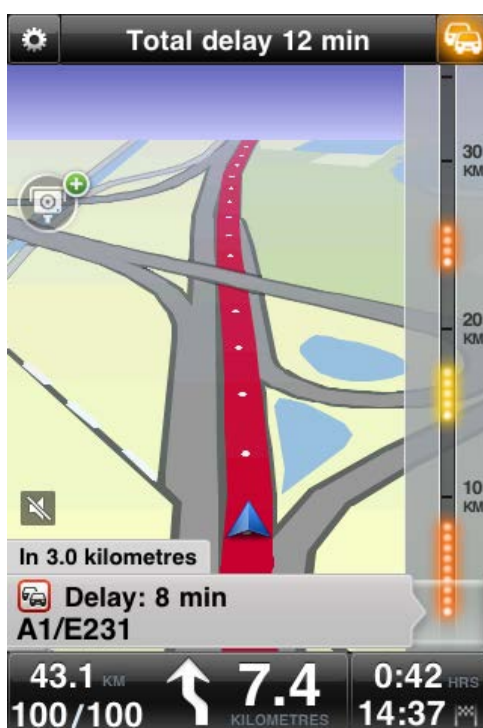 Total delay 12 min
30
KM
20
KM
10
KM
In 3.0 kilometres
Delay: 8 min
A1/E231
43.1 KM
7.4
0:42 HRS
100/100
KILOMETRES
14:37